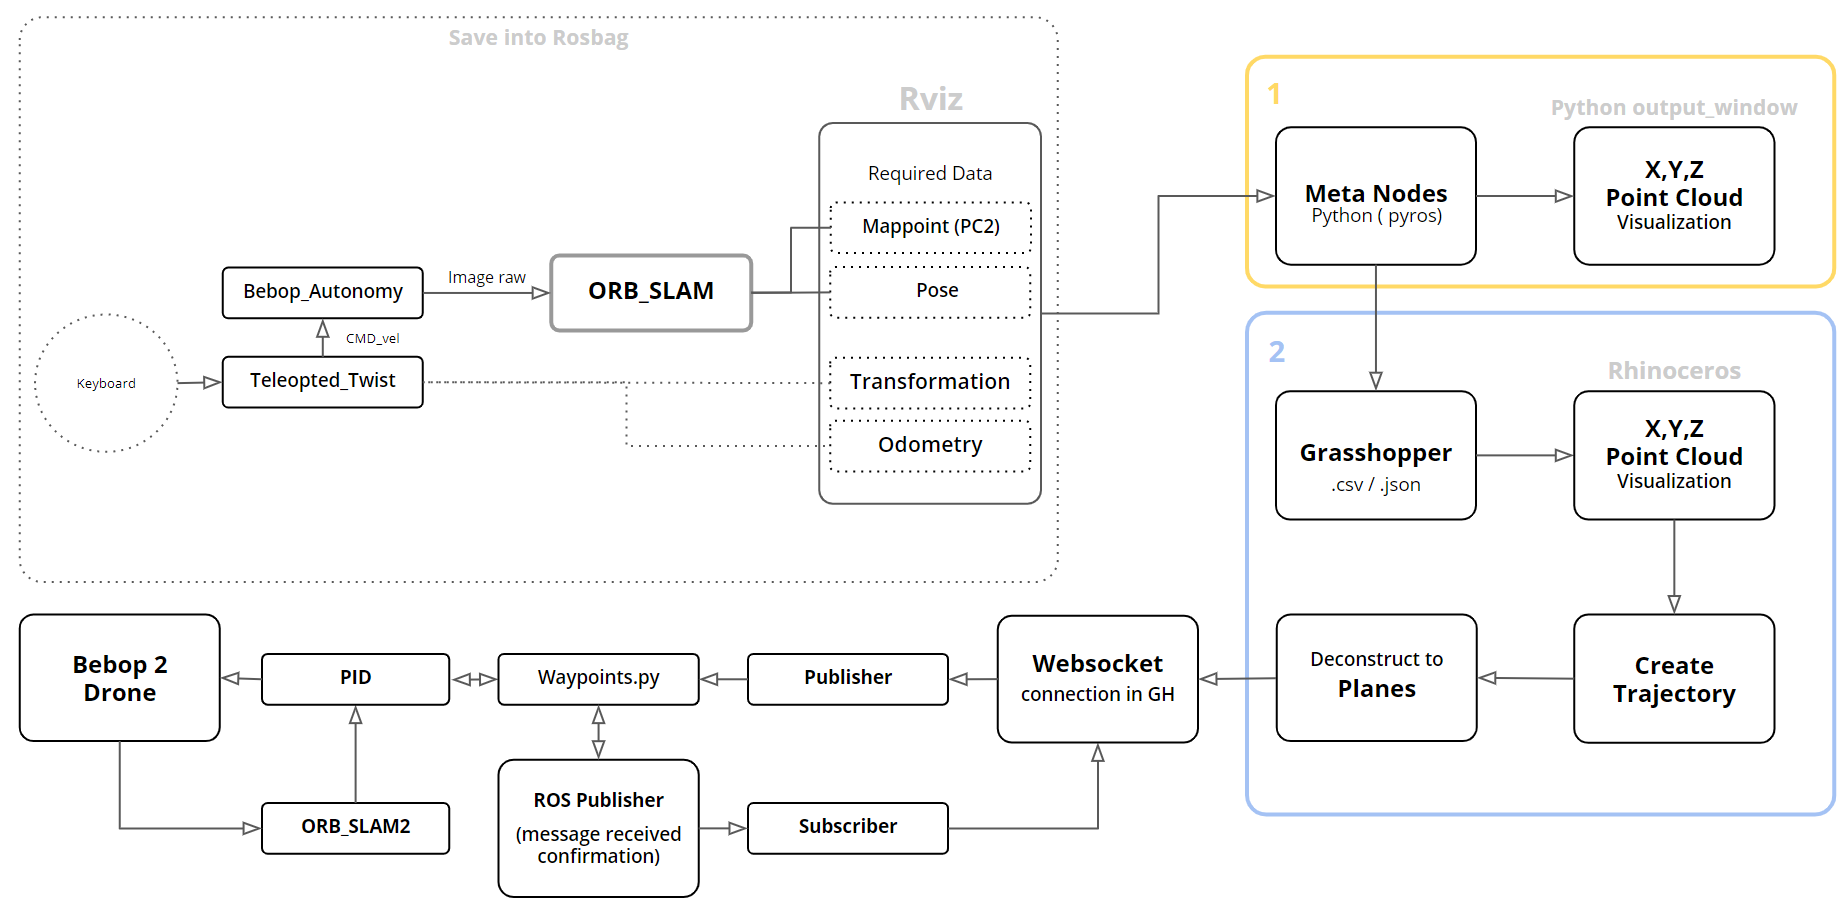 Save into Rosbag
Rviz
Required Data
Mappoint (PC2)
Pose
Transformation
Odometry
ORB_SLAM
Image raw
Bebop_Autonomy
CMD_vel
Keyboard
Teleopted_Twist
1
Python output_window
Meta Nodes
Python ( pyros)
X,Y,Z
Point Cloud
Visualization
2
Rhinoceros
Grasshopper
.csv / .json
X,Y,Z
Point Cloud
Visualization
Create
Trajectory
Deconstruct to
Planes
Websocket
connection in GH
Publisher
Waypoints.py
PID
Bebop 2
Drone
ORB_SLAM2
ROS Publisher
(message received
confirmation)
Subscriber